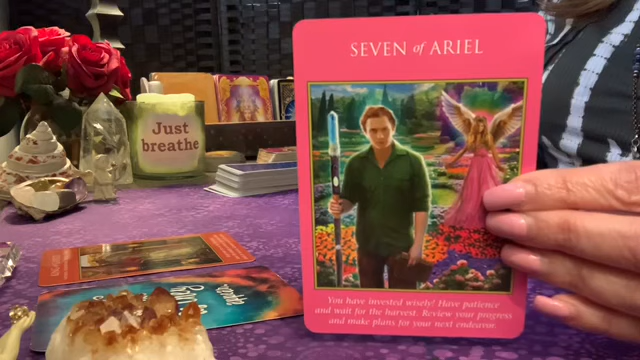 SEVEN of ARIEL
Just
breathe
You have invested wisely! Have patience
and wait for the harvest. Review your progress
and make plans for your next endeavor.